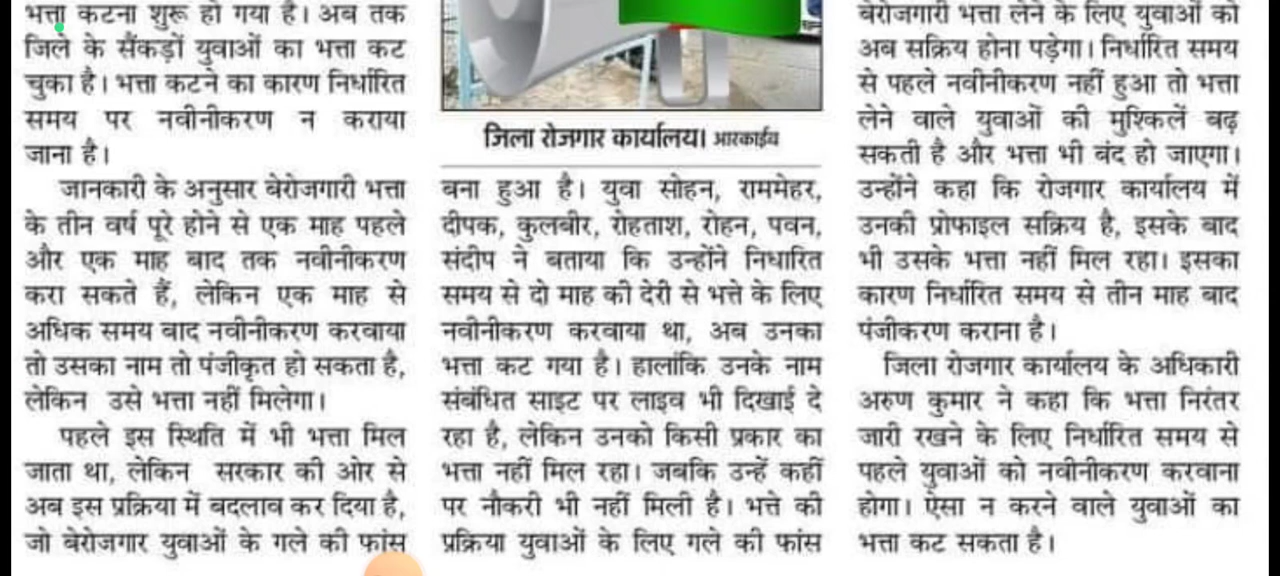 भत्ता कटना शुरू हो गया है। अब तक
जिले के सैंकड़ों युवाओं का भत्ता कट
चुका है। भत्ता कटने का कारण निर्धारित
समय पर नवीनीकरण न कराया
जाना है।
जानकारी के अनुसार बेरोजगारी भत्ता
के तीन वर्ष पूरे होने से एक माह पहले
और एक माह बाद तक नवीनीकरण
करा सकते हैं, लेकिन एक माह से
अधिक समय बाद नवीनीकरण करवाया
तो उसका नाम तो पंजीकृत हो सकता है,
लेकिन उसे भत्ता नहीं मिलेगा।
पहले इस स्थिति में भी भत्ता मिल
जाता था, लेकिन सरकार की ओर से
अब इस प्रक्रिया में बदलाव कर दिया है,
जो बेरोजगार युवाओं के गले की फांस
जिला रोजगार कार्यालय। आरकाईव
बना हुआ है। युवा सोहन, राममेहर,
दीपक, कुलबीर, रोहताश, रोहन, पवन,
संदीप ने बताया कि उन्होंने निधारित
समय से दो माह की देरी से भत्ते के लिए
नवीनीकरण करवाया था, अब उनका
भत्ता कट गया है। हालांकि उनके नाम
संबंधित साइट पर लाइव भी दिखाई दे
रहा है, लेकिन उनको किसी प्रकार का
भत्ता नहीं मिल रहा। जबकि उन्हें कहीं
पर नौकरी भी नहीं मिली है। भत्ते की
प्रक्रिया युवाओं के लिए गले की फांस
बेरोजगारी भत्ता लेने के लिए युवाओं को
अब सक्रिय होना पड़ेगा। निर्धारित समय
से पहले नवीनीकरण नहीं हुआ तो भत्ता
लेने वाले युवाओं की मुश्किलें बढ़
सकती है और भत्ता भी बंद हो जाएगा।
उन्होंने कहा कि रोजगार कार्यालय में
उनकी प्रोफाइल सक्रिय है, इसके बाद
भी उसके भत्ता नहीं मिल रहा। इसका
कारण निर्धारित समय से तीन माह बाद
पंजीकरण कराना है।
जिला रोजगार कार्यालय के अधिकारी
अरुण कुमार ने कहा कि भत्ता निरंतर
जारी रखने के लिए निर्धारित समय से
पहले युवाओं को नवीनीकरण करवाना
होगा। ऐसा न करने वाले युवाओं का
भत्ता कट सकता है।